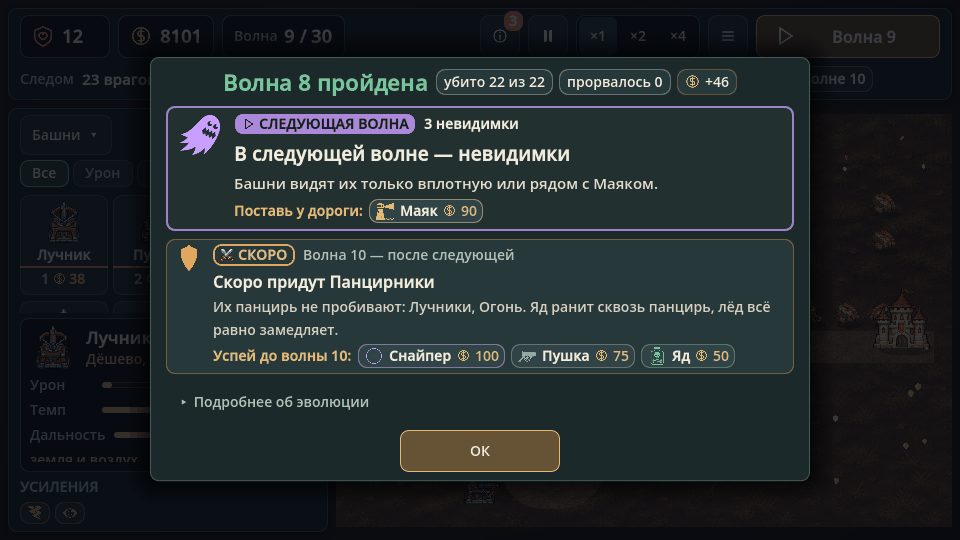 12
8101
Волна 9 / 30
3
×1
×2
×4
Волна 9
Следом 23
олне 10
Волна 8 пройдена
убито 22 из 22
прорвалось 0
+46
СЛЕДУЮЩАЯ ВОЛНА
3 невидимки
В следующей волне — невидимки
Башни видят их только вплотную или рядом с Маяком.
Поставь у дороги:
Маяк 90
СКОРО
Волна 10 — после следующей
Скоро придут Панцирники
Их панцирь не пробивают: Лучники, Огонь. Яд ранит сквозь панцирь, лёд всё
равно замедляет.
Успей до волны 10:
Снайпер 100
Пушка 75
Яд 50
Подробнее об эволюции
ОК
Башни
Все
Урон
Лучник
1 38
2
Лучник
Дёшево,
Урон
Темп
Дальность
земля и воздух
УСИЛЕНИЯ